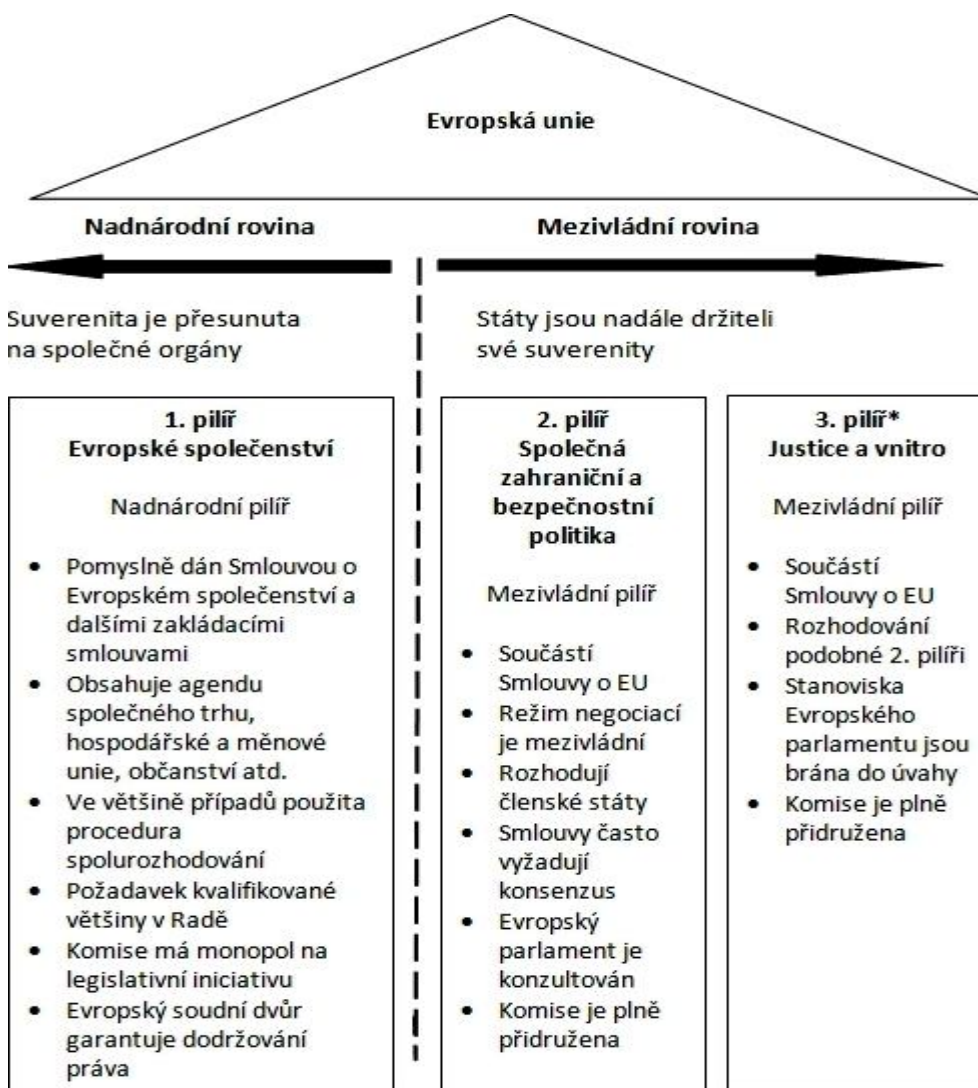 Evropská unie
Nadnárodní rovina
Mezivládní rovina
Suverenita je přesunuta
na společné orgány
Státy jsou nadále držiteli
své suverenity
1. pilíř
Evropské společenství
Nadnárodní pilíř
• Pomyslně dán Smlouvou o
Evropském společenství a
dalšími zakládacími
smlouvami
• Obsahuje agendu
společného trhu,
hospodářské a měnové
unie, občanství atd.
• Ve většině případů použita
procedura
spolurozhodování
• Požadavek kvalifikované
většiny v Radě
• Komise má monopol na
legislativní iniciativu
• Evropský soudní dvůr
garantuje dodržování
práva
2. pilíř
Společná
zahraniční a
bezpečnostní
politika
Mezivládní pilíř
• Součástí
Smlouvy o EU
• Režim negociací
je mezivládní
• Rozhodují
členské státy
• Smlouvy často
vyžadují
konsenzus
• Evropský
parlament je
konzultován
• Komise je plně
přidružena
3. pilíř*
Justice a vnitro
Mezivládní pilíř
• Součástí
Smlouvy o EU
• Rozhodování
podobné 2. pilíři
• Stanoviska
Evropského
parlamentu jsou
brána do úvahy
• Komise je plně
přidružena